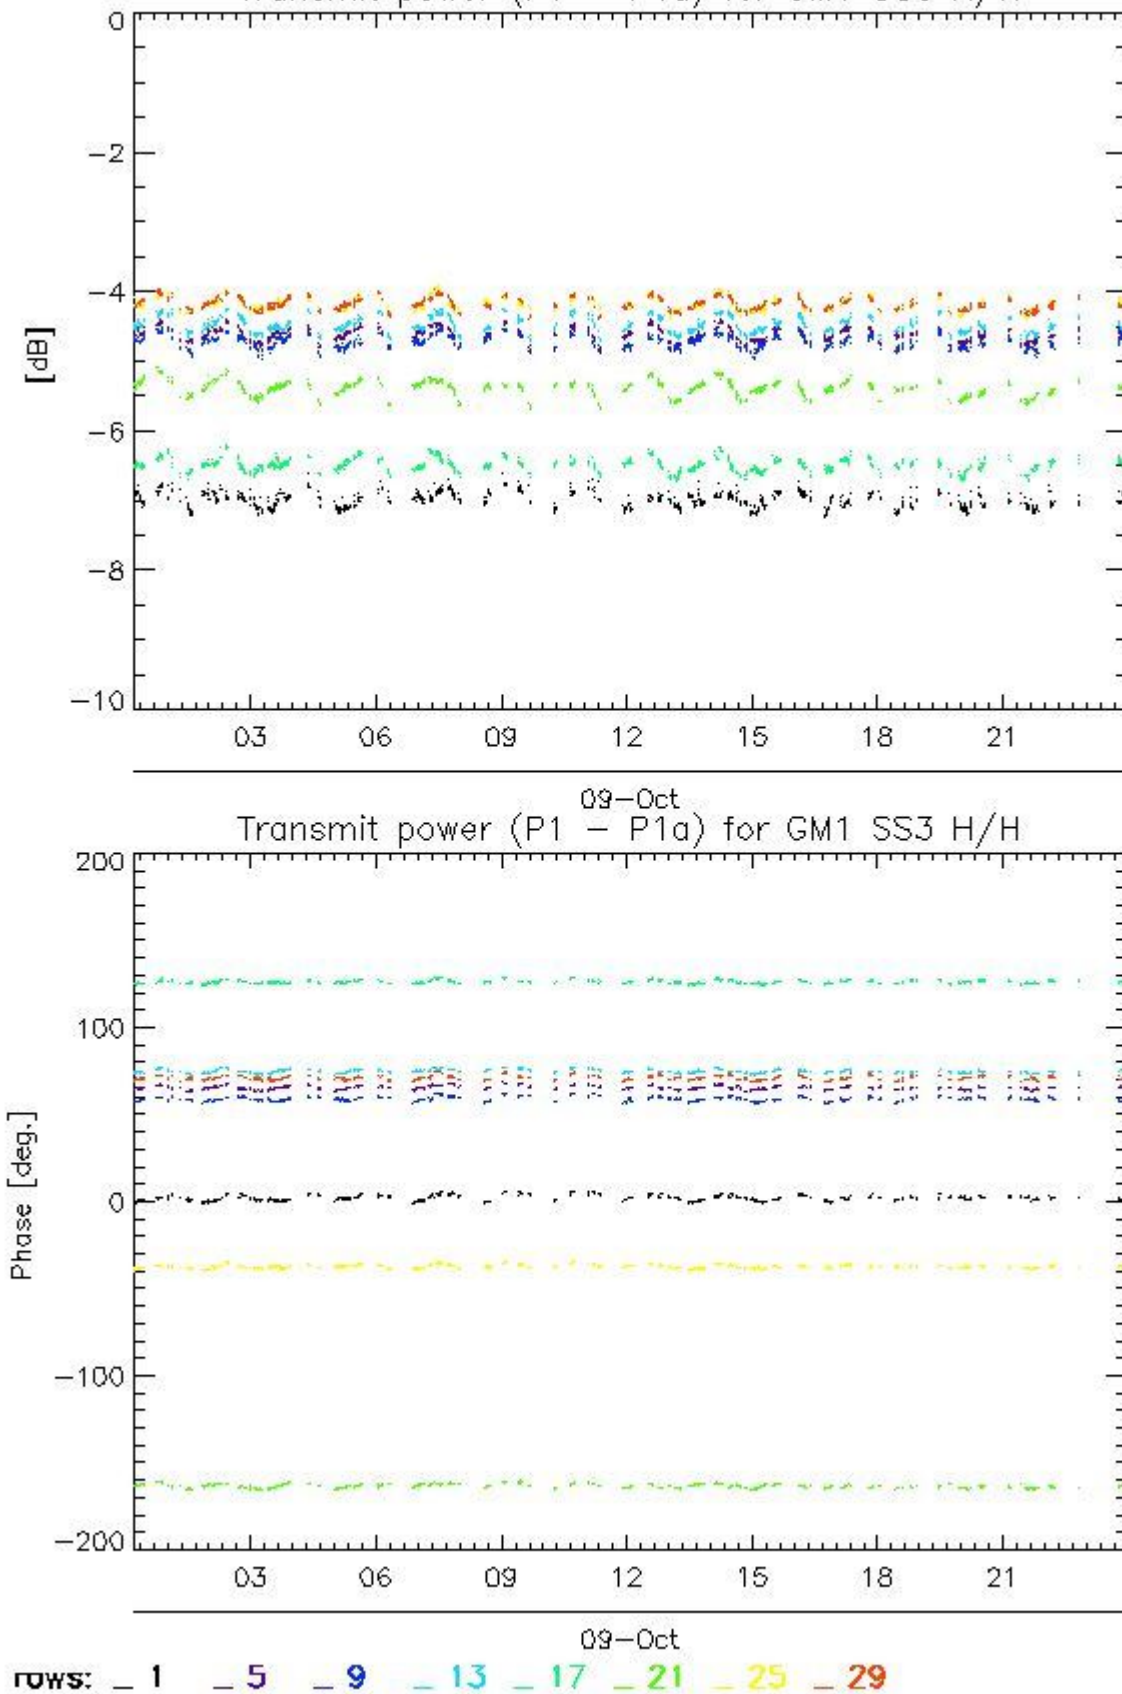 0
−2
−4
[dB]
−6
−8
−10
03 06 09 12 15 18 21
09−Oct
Transmit power (P1 − P1a) for GM1 SS3 H/H
200
100
Phase [deg.]
0
−100
−200
03 06 09 12 15 18 21
09−Oct
rows: _ 1 _ 5 _ 9 _ 13 _ 17 _ 21 _ 25 _ 29